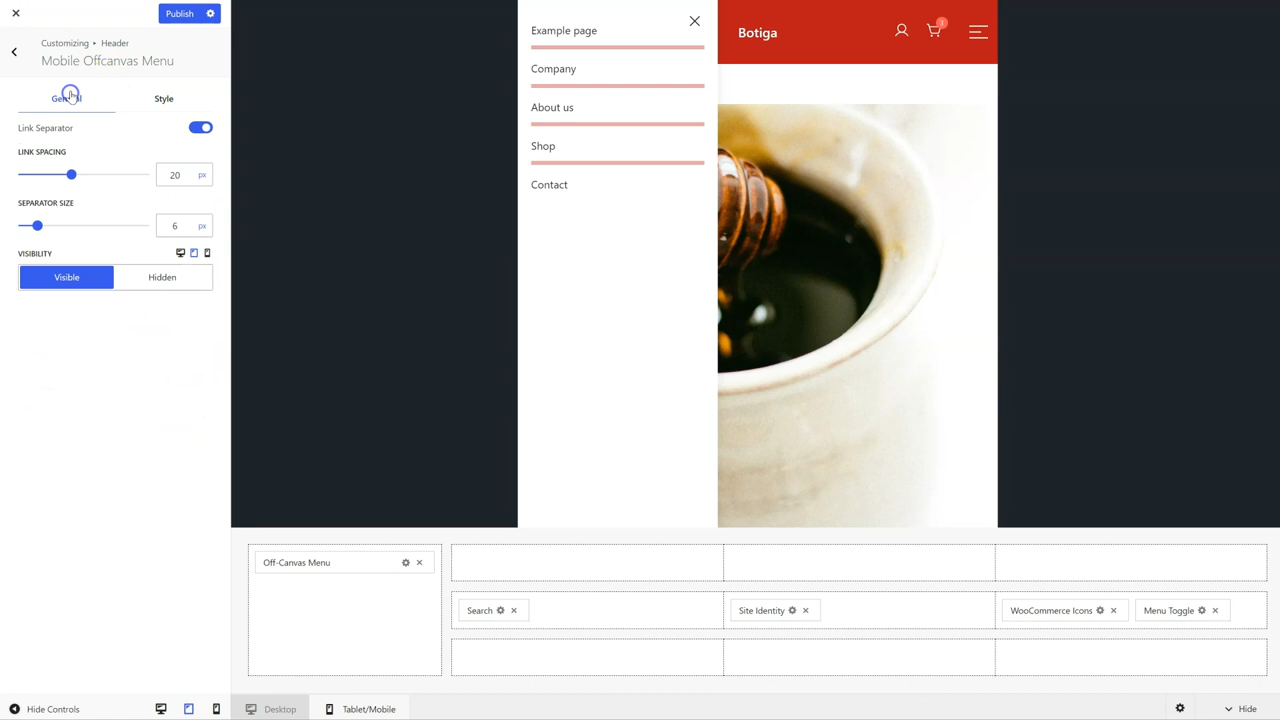 Publish
Customizing ▸ Header
Mobile Offcanvas Menu
General
Style
Link Separator
LINK SPACING
20 px
SEPARATOR SIZE
6 px
VISIBILITY
Visible
Hidden
Hide Controls
Example page
Company
About us
Shop
Contact
Botiga
Off-Canvas Menu
Search
Site Identity
WooCommerce Icons
Menu Toggle
Desktop
Tablet/Mobile
Hide